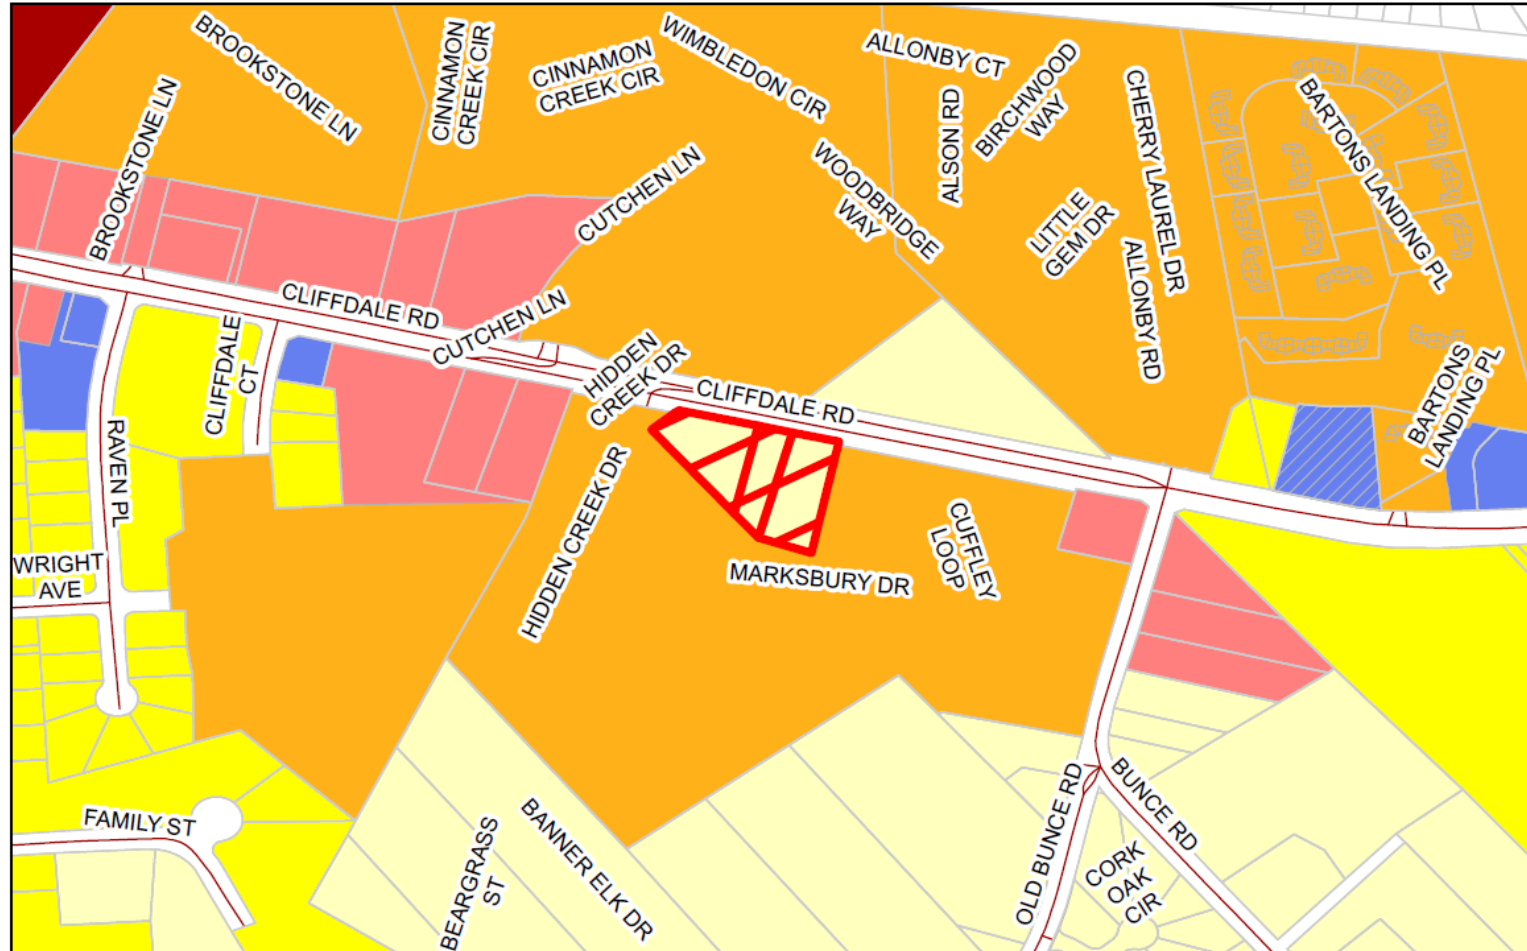 BROOKSTONE LN
CINNAMON
CREEK CIR
CINNAMON
CREEK CIR
WIMBLEDON CIR
ALLONBY CT
BIRCHWOOD
WAY
ALSON RD
CHERRY LAUREL DR
BARTONS LANDING PL
BROOKSTONE LN
CUTCHEN LN
WOODBRIDGE
WAY
LITTLE
GEM DR
ALLONBY RD
CLIFFDALE RD
CUTCHEN LN
CLIFFDALE
CT
HIDDEN
CREEK DR
CLIFFDALE RD
BARTONS
LANDING PL
RAVEN PL
HIDDEN CREEK DR
CUFFLEY
LOOP
MARKSBURY DR
WRIGHT
AVE
FAMILY ST
BEARGRASS
ST
BANNER ELK DR
OLD BUNCE RD
BUNCE RD
CORK
OAK
CIR